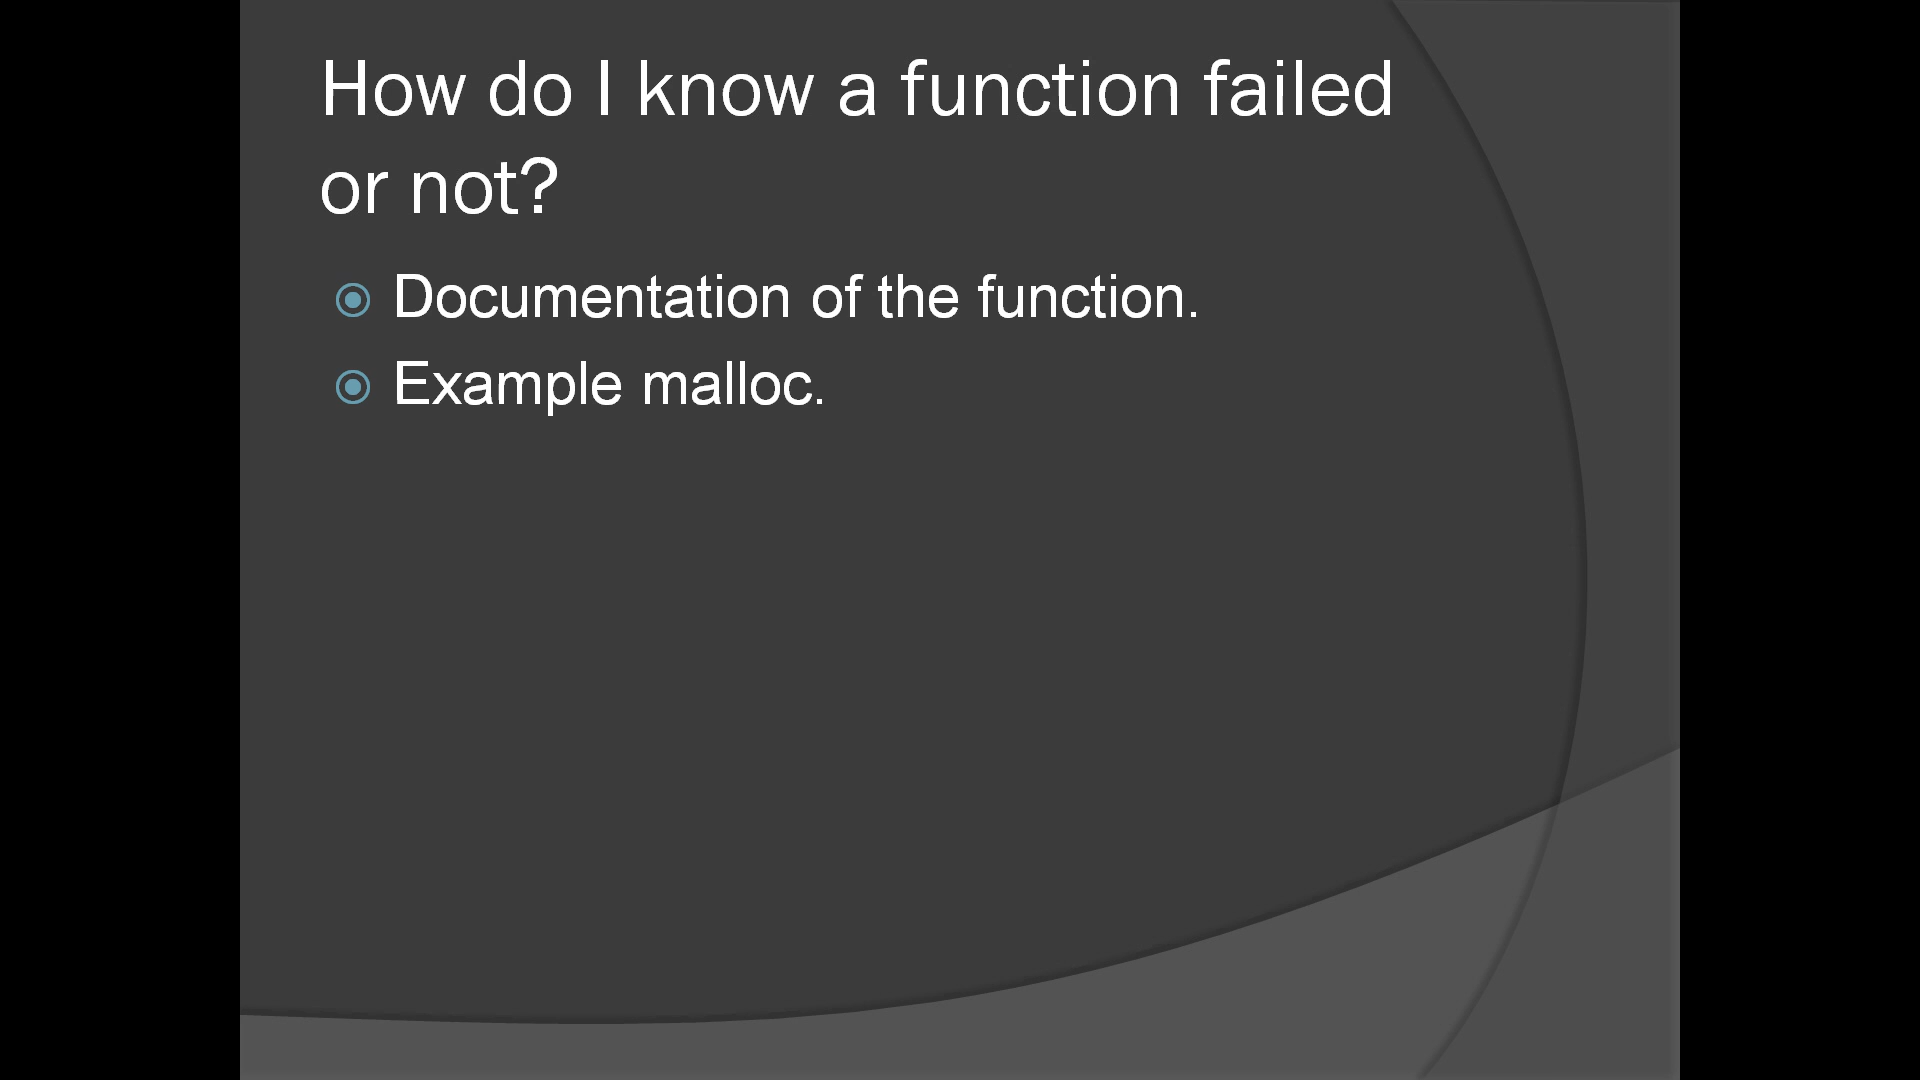 How do I know a function failed
or not?
Documentation of the function.
Example malloc.